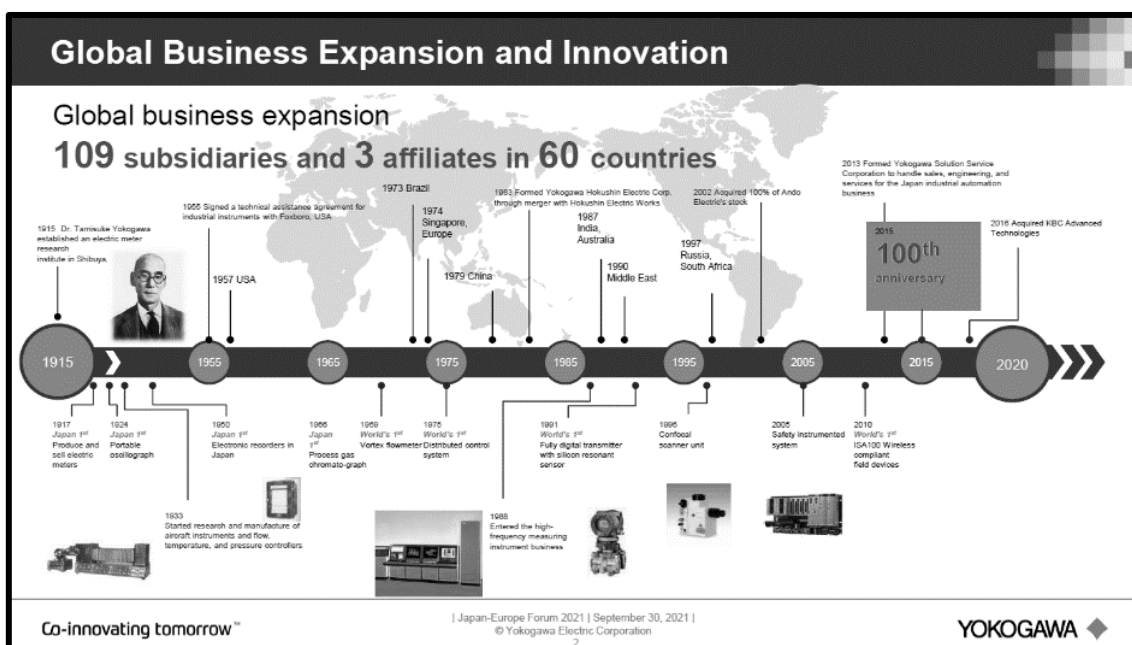 Global Business Expansion and Innovation
Global business expansion
109 subsidiaries and 3 affiliates in 60 countries
1915 Dr. Tamisuke Yokogawa
established an electric meter
research
institute in Shibuya,
1955 Signed a technical assistance agreement for
industrial instruments with Foxboro, USA
1957 USA
1973 Brazil
1974
Singapore,
Europe
1979 China
1983 Formed Yokogawa Hokushin Electric Corp.
through merger with Hokushin Electric Works
1987
India,
Australia
1990
Middle East
1997
Russia,
South Africa
2002 Acquired 100% of Ando
Electric's stock
2013 Formed Yokogawa Solution Service
Corporation to handle sales, engineering, and
services for the Japan industrial automation
business
2015
100th
anniversary
2016 Acquired KBC Advanced
Technologies
1915
1955
1965
1975
1985
1995
2005
2015
2020
1917
Japan 1st
Produce and
sell electric
meters
1924
Japan 1st
Portable
oscillograph
1933
Started research and manufacture of
aircraft instruments and flow,
temperature, and pressure controllers
1950
Japan 1st
Electronic recorders in
Japan
1966
Japan
1st
Process gas
chromato-graph
1969
World's 1st
Vortex flowmeter
1975
World's 1st
Distributed control
system
1988
Entered the high-
frequency measuring
instrument business
1991
World's 1st
Fully digital transmitter
with silicon resonant
sensor
1996
Confocal
scanner unit
2005
Safety instrumented
system
2010
World's 1st
ISA100 Wireless
compliant
field devices
Co-innovating tomorrow™
| Japan-Europe Forum 2021 | September 30, 2021 |
© Yokogawa Electric Corporation
2
YOKOGAWA